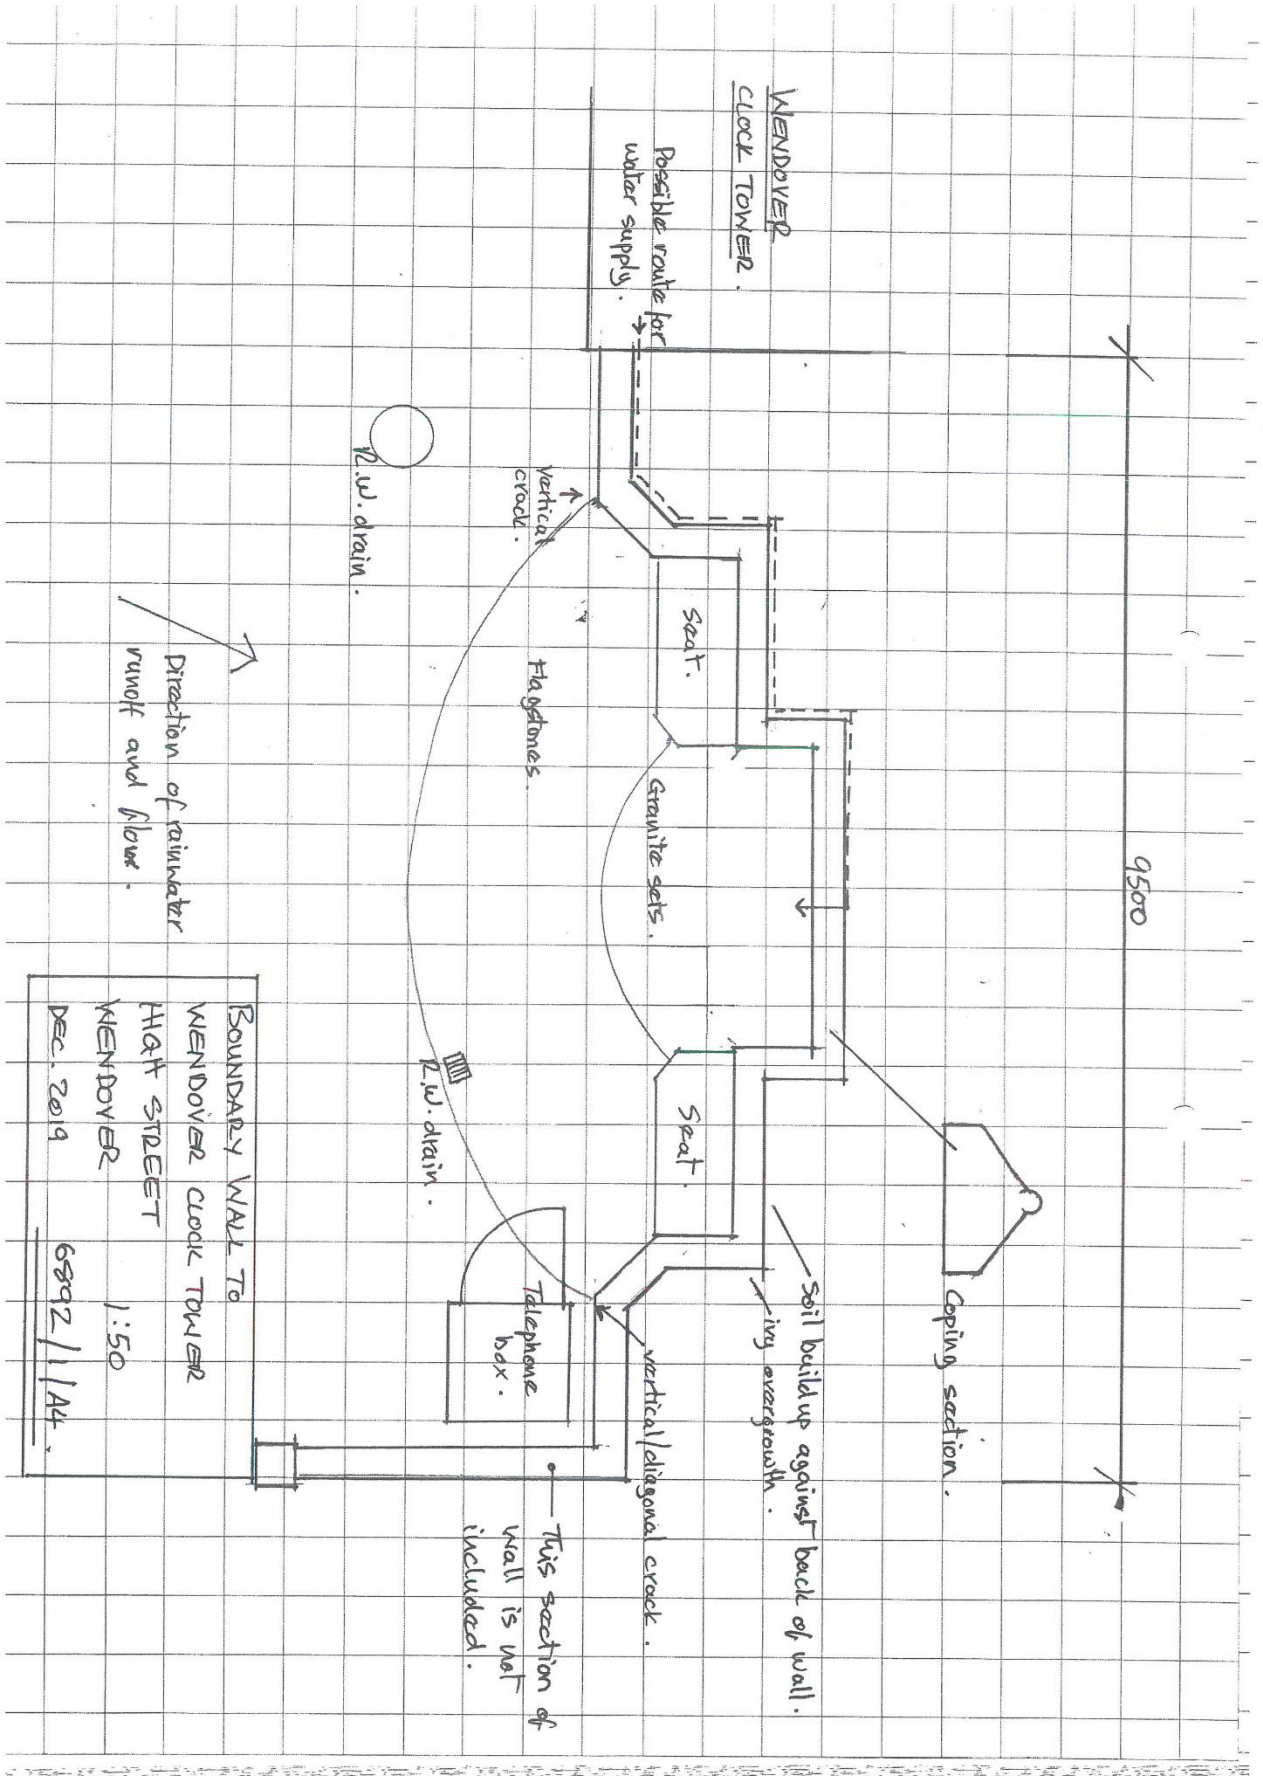 WENDOVER
CLOCK TOWER.
Possible route for
water supply.
9500
Coping section.
Soil buildup against back of wall.
ivy overgrowth.
vertical/diagonal crack.
This section of
wall is not
included.
Seat.
Granite sets.
Seat.
vertical
crack.
Flagstones.
R.W. drain.
R.W. drain.
Telephone
box.
Direction of rainwater
runoff and flow.
BOUNDARY WALL TO
WENDOVER CLOCK TOWER
HIGH STREET
WENDOVER 1:50
DEC. 2019 6892/1/A4.